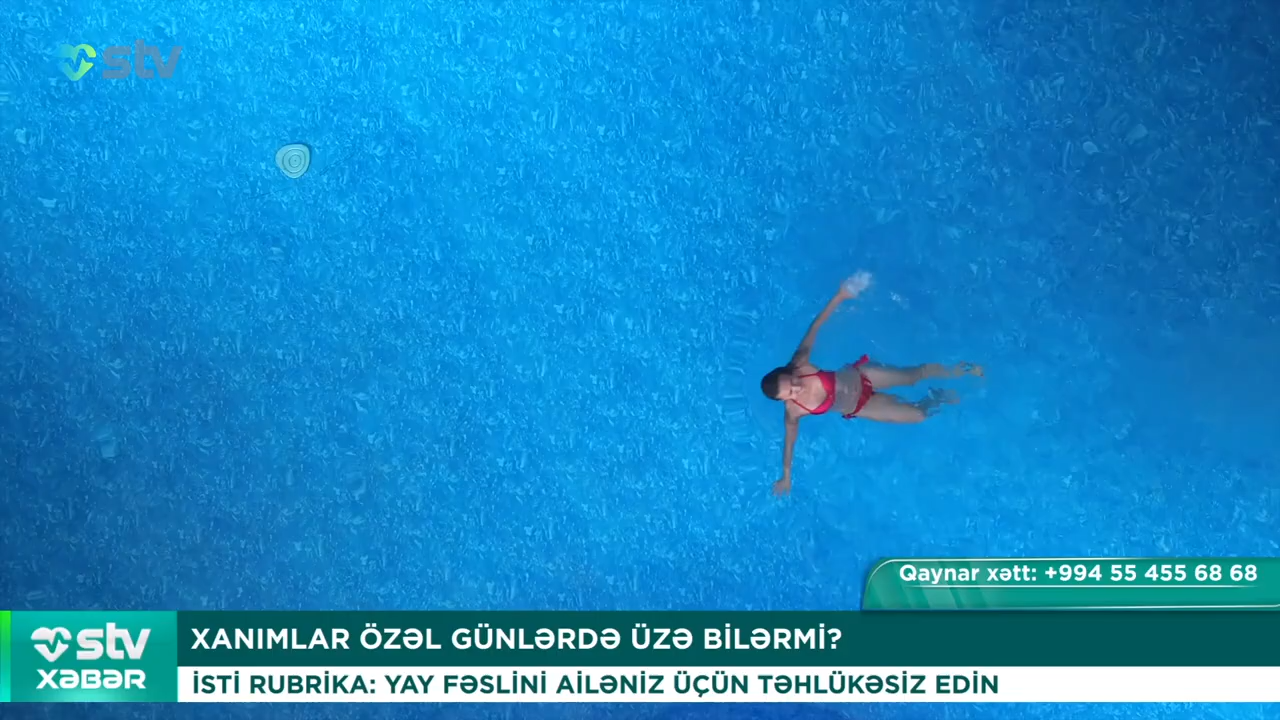 stv
Qaynar xətt: +994 55 455 68 68
stv
XƏBƏR
XANIMLAR ÖZƏL GÜNLƏRDƏ ÜZƏ BİLƏRMİ?
İSTİ RUBRİKA: YAY FƏSLİNİ AİLƏNİZ ÜÇÜN TƏHLÜKƏSİZ EDİN